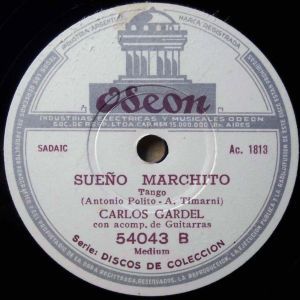 INDUSTRIA ARGENTINA
MARCA REGISTRADA
Odeon
INDUSTRIAS ELECTRICAS Y MUSICALES ODEON
SOC. DE RESP. LTDA. CAP. M$N 15.000.000 Bs. AIRES
SADAIC
Ac. 1813
SUEÑO MARCHITO
Tango
(Antonio Polito - A. Timarni)
CARLOS GARDEL
con acomp. de Guitarras
54043 B
Medium
Serie: DISCOS DE COLECCION